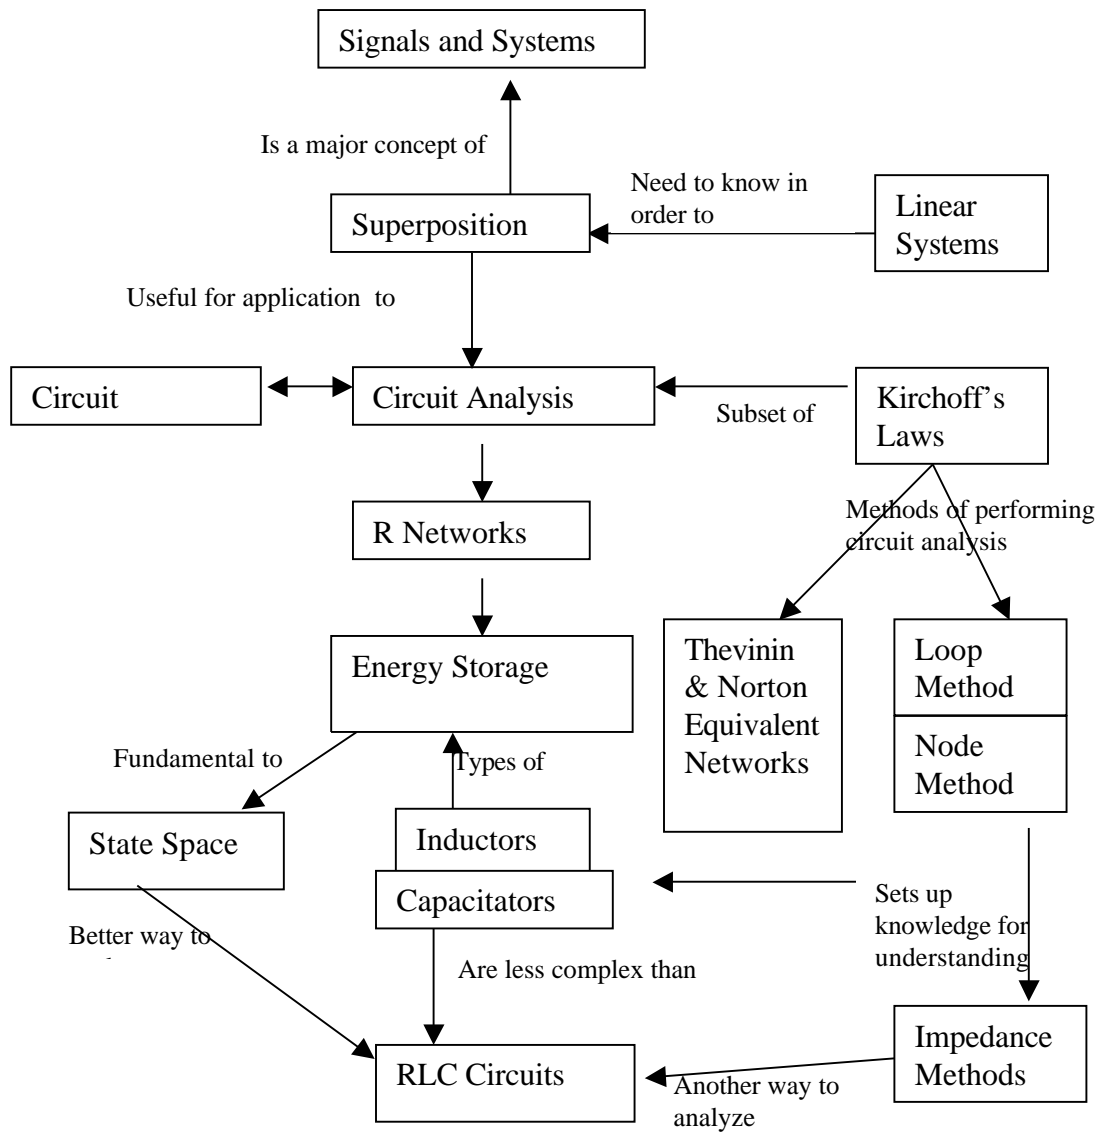 Signals and Systems
Is a major concept of
Need to know in
order to
Superposition
Linear
Systems
Useful for application  to
Circuit
Circuit Analysis
Subset of
Kirchoff’s
Laws
R Networks
Methods of performing
circuit analysis
Energy Storage
Thevinin
& Norton
Equivalent
Networks
Loop
Method
Node
Method
Fundamental to
Types of
State Space
Inductors
Capacitators
Sets up
knowledge for
understanding
Better way to
Are less complex than
RLC Circuits
Impedance
Methods
Another way to
analyze